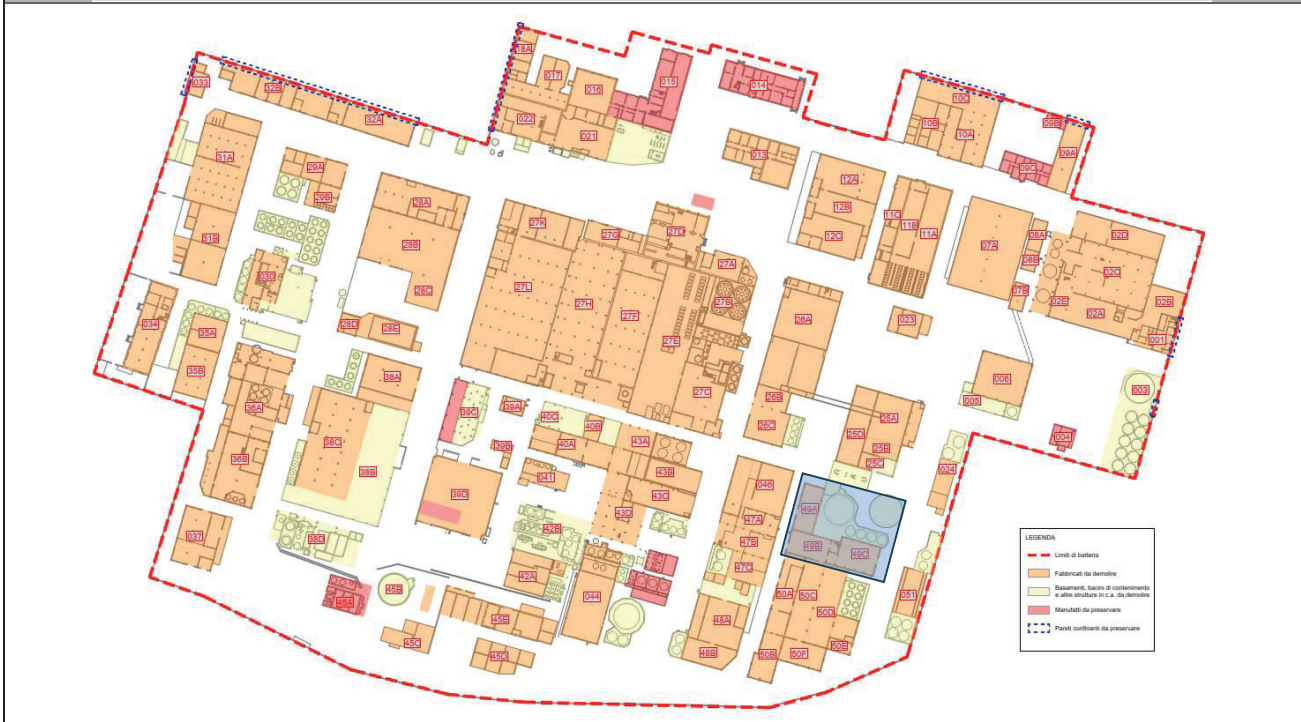 18A
017
016
015
014
033
32B
32A
022
021
10C
10B
10A
09B
09A
09C
013
31A
29A
29B
12A
12B
12C
11C
11B
11A
28A
28B
28C
27K
27G
27D
27A
27B
07A
08A
08B
07B
02D
02C
02E
02A
02B
001
31B
030
27L
27H
27F
27E
26A
023
034
35A
35B
28D
28E
38A
006
005
003
004
36A
36B
38C
38B
39C
39A
39B
40C
40B
40A
43A
43B
43C
43D
27C
26B
26C
25A
25D
25B
25C
024
037
38D
39D
041
42B
42A
044
046
47A
47B
47C
49A
49B
49C
45A
45B
45C
45E
45D
48A
48B
50A
50C
50D
50E
50B
50F
051
LEGENDA
Limiti di batteria
Fabbricati da demolire
Basamenti, bacini di contenimento
e altre strutture in c.a. da demolire
Manufatti da preservare
Pareti confinanti da preservare